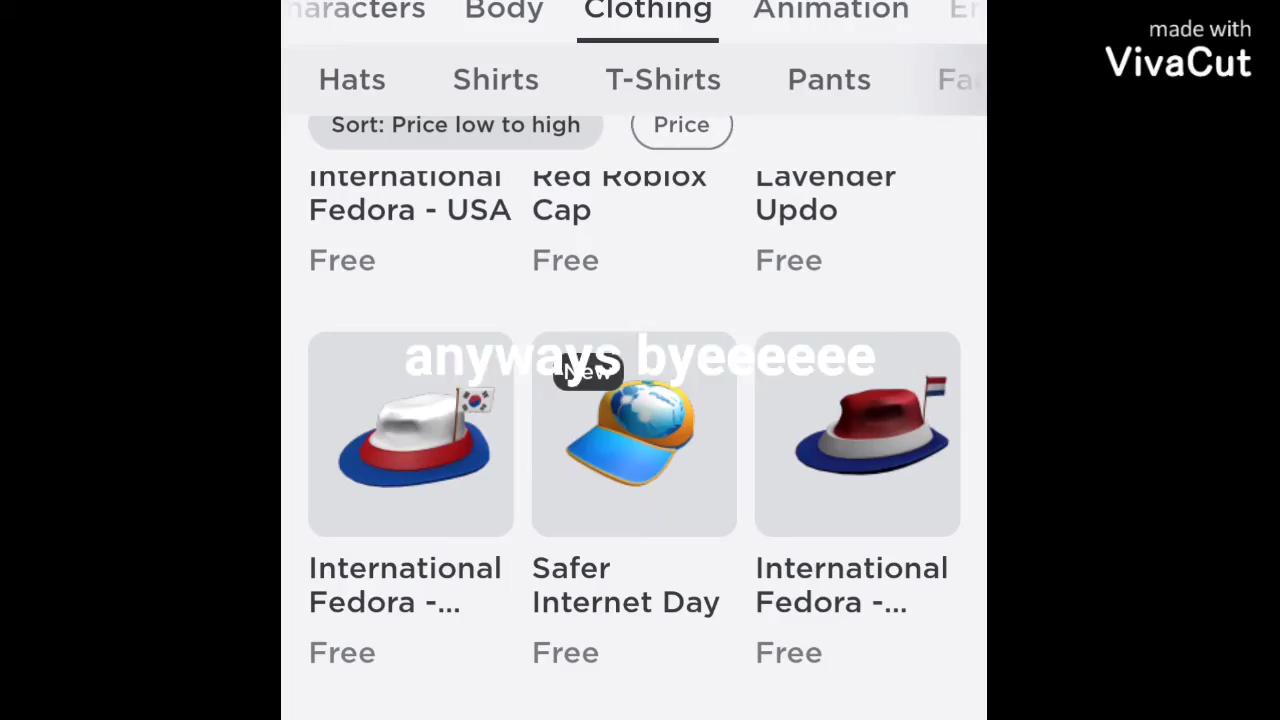 Body Clothing Animation
made with
VivaCut
Hats Shirts T-Shirts Pants
Sort: Price low to high Price
International Red Roblox Lavender
Fedora - USA Cap Updo
Free Free Free
anyways byeeeeee
New
International Safer International
Fedora -... Internet Day Fedora -...
Free Free Free